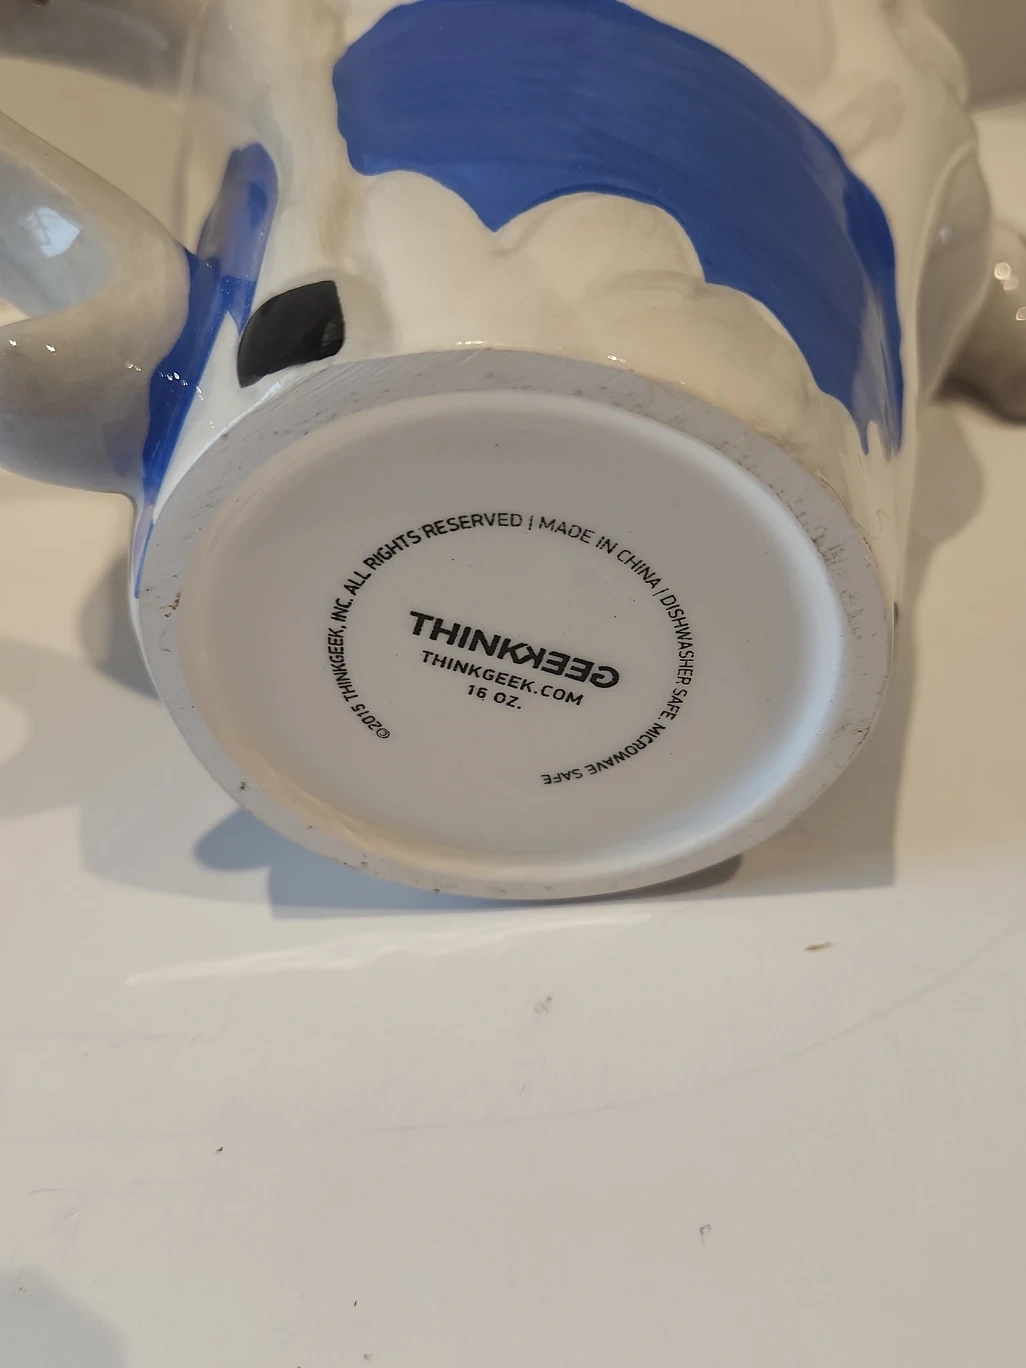 ©2015 THINKGEEK, INC. ALL RIGHTS RESERVED | MADE IN CHINA | DISHWASHER SAFE. MICROWAVE SAFE
THINKGEEK
THINKGEEK.COM
16 OZ.